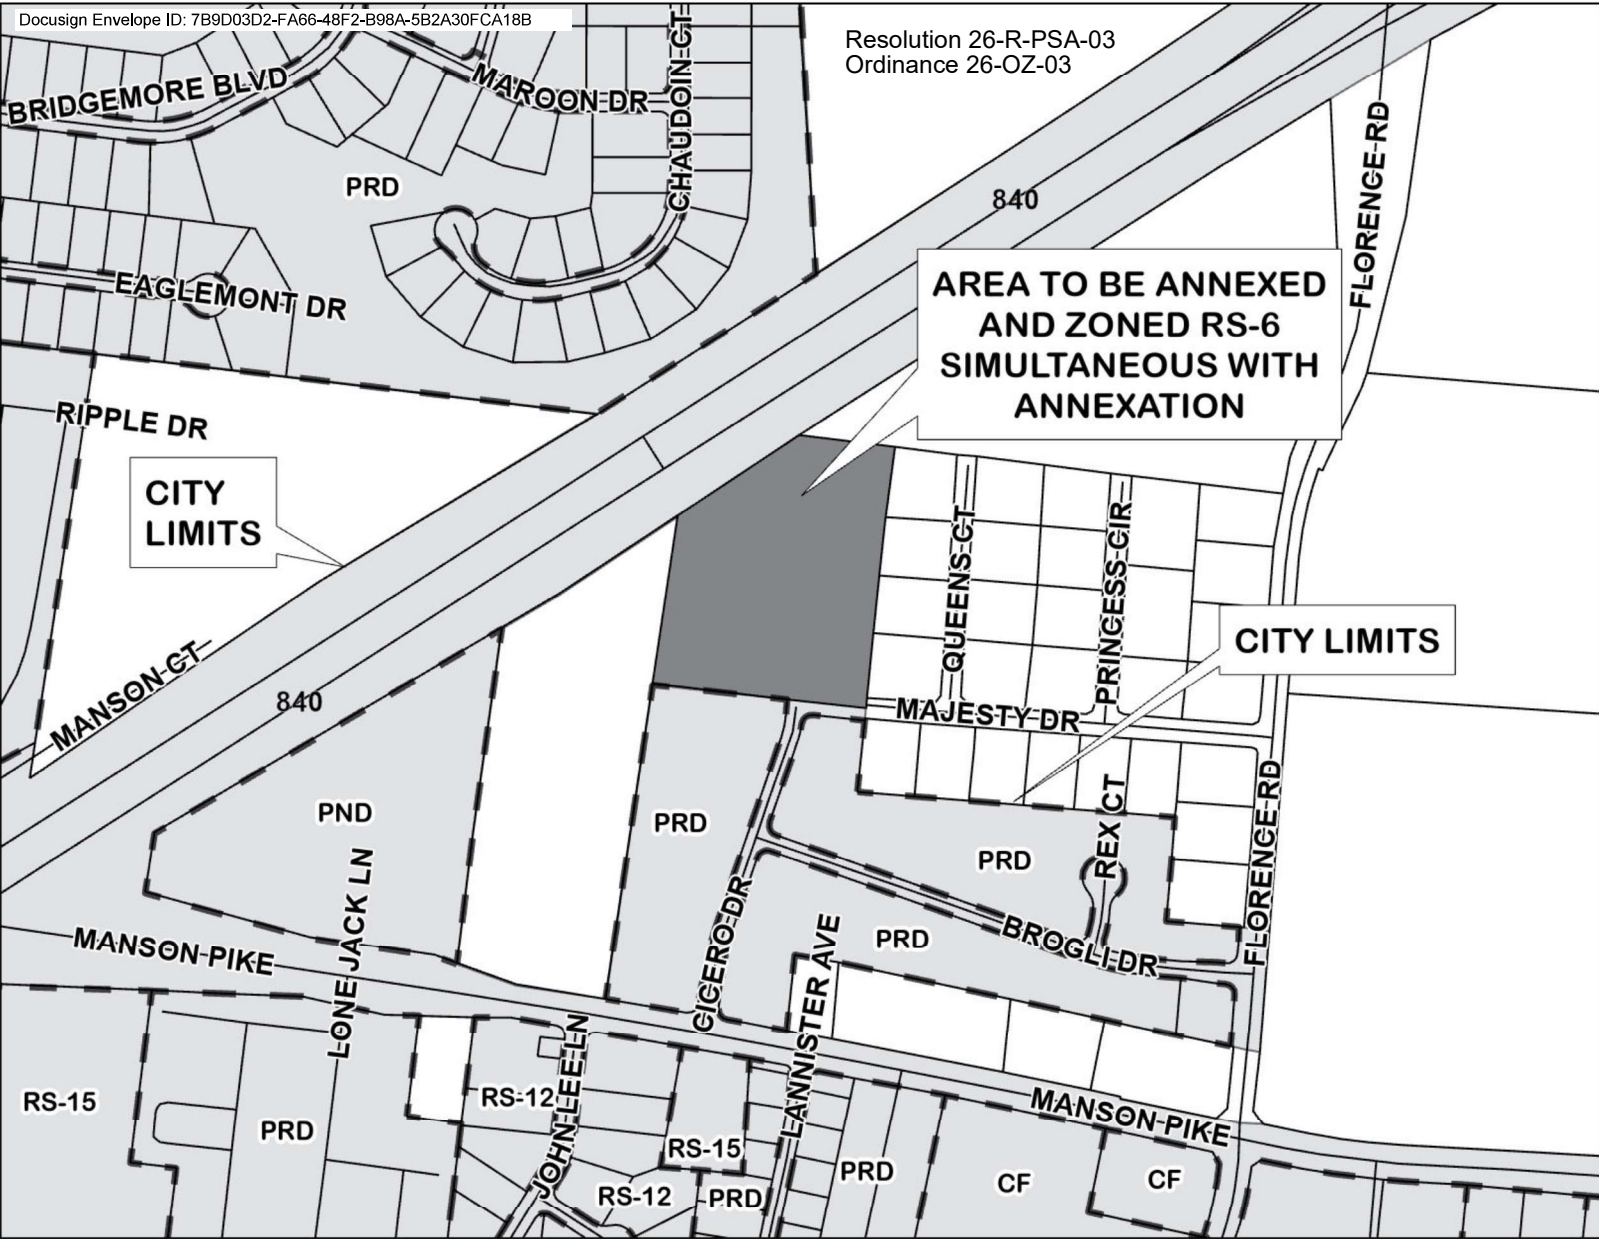 Docusign Envelope ID: 7B9D03D2-FA66-48F2-B98A-5B2A30FCA18B
Resolution 26-R-PSA-03
Ordinance 26-OZ-03
BRIDGEMORE BLVD
MAROON DR
CHAUDOIN CT
FLORENCE RD
PRD
840
EAGLEMONT DR
AREA TO BE ANNEXED
AND ZONED RS-6
SIMULTANEOUS WITH
ANNEXATION
RIPPLE DR
CITY
LIMITS
QUEENS CT
PRINCESS CIR
CITY LIMITS
MANSON CT
840
MAJESTY DR
PND
PRD
REX CT
PRD
FLORENCE RD
LONE JACK LN
CICERO DR
PRD
BROGLI DR
MANSON PIKE
LANNISTER AVE
JOHN LEE LN
RS-15
PRD
RS-12
RS-15
MANSON PIKE
RS-12
PRD
PRD
CF
CF